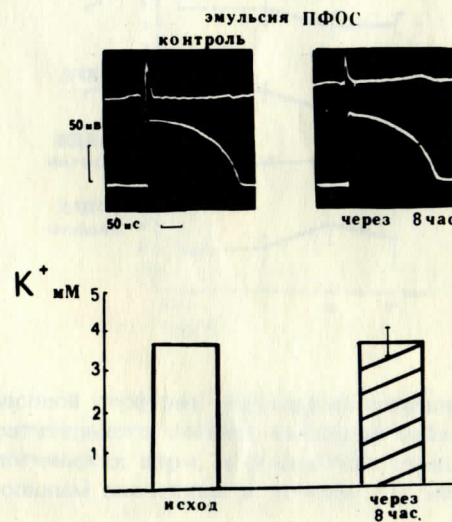 эмульсия ПФОС
контроль
50 мв
50 мс
через 8 час
K⁺ мМ
5
4
3
2
1
исход
через
8 час.